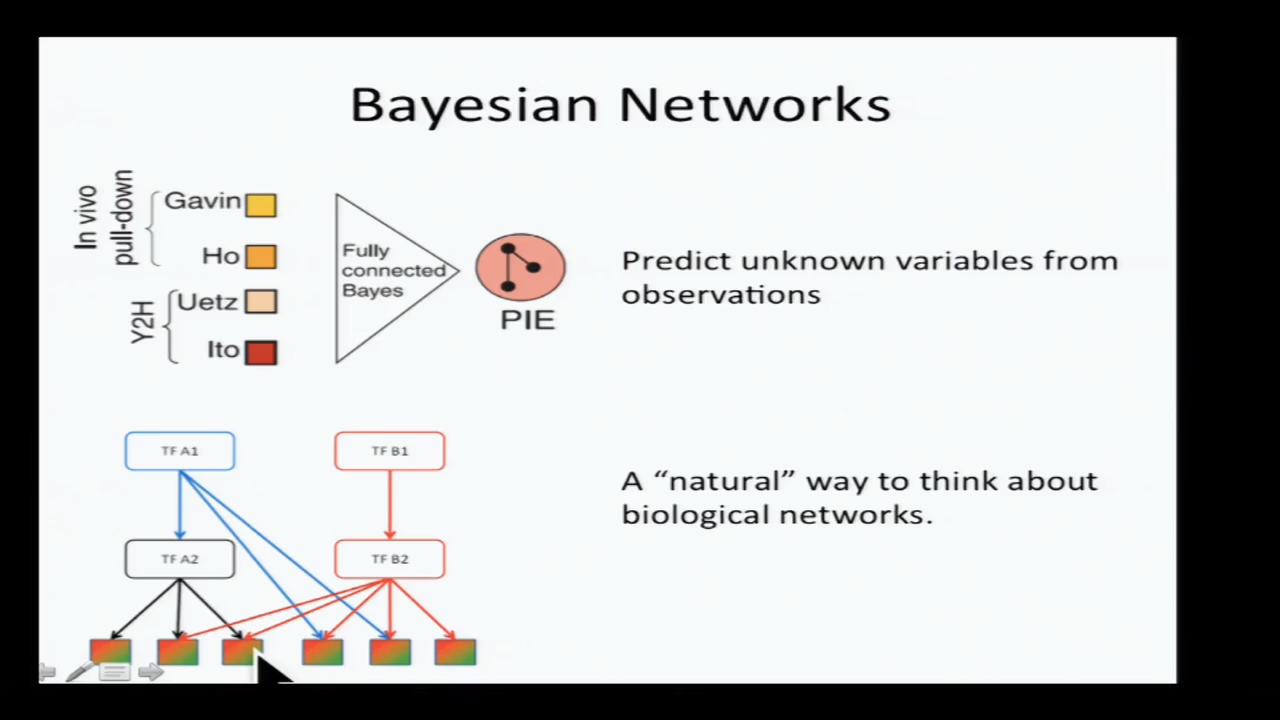 Bayesian Networks
In vivo
pull-down
Gavin
Ho
Y2H
Uetz
Ito
Fully
connected
Bayes
PIE
Predict unknown variables from
observations
TF A1
TF B1
TF A2
TF B2
A “natural” way to think about
biological networks.